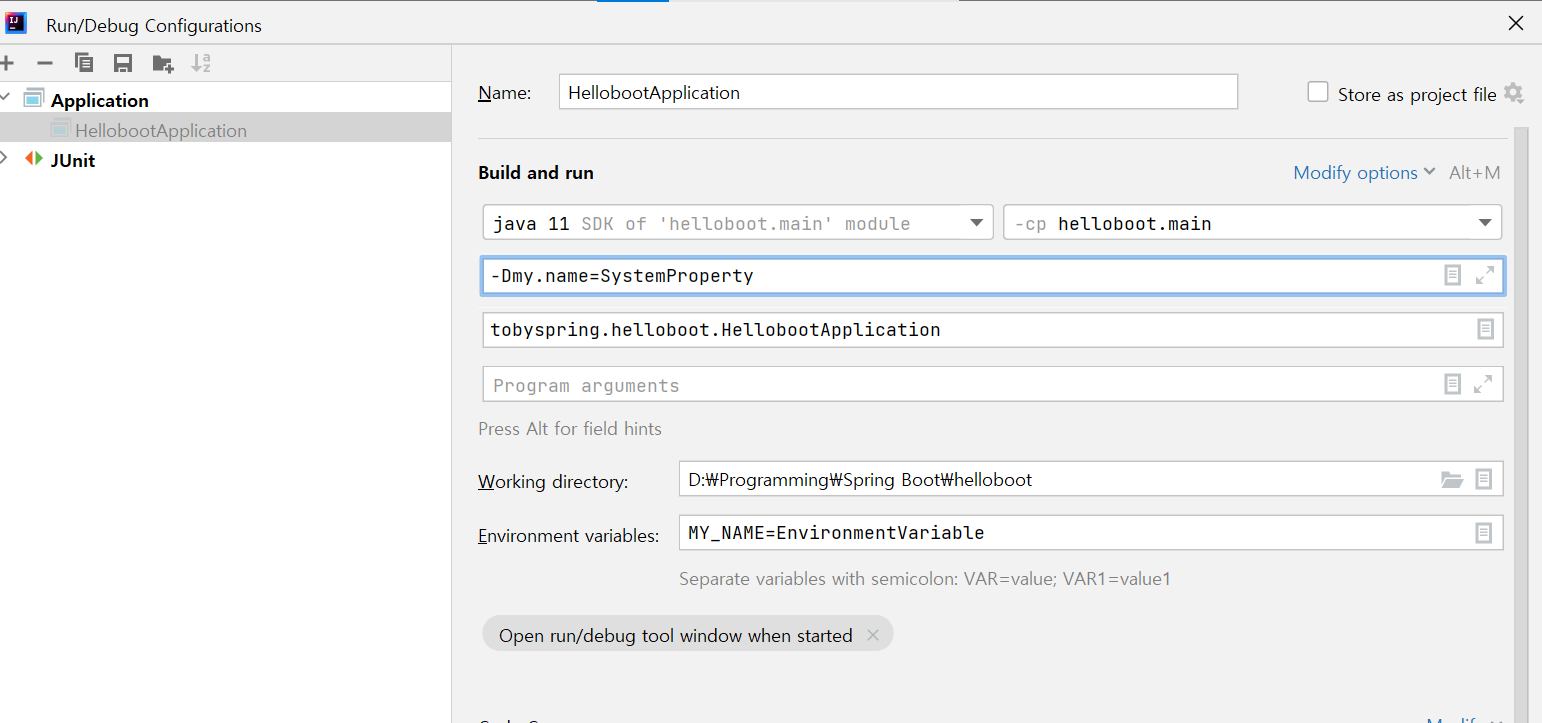 Run/Debug Configurations
Application
HellobootApplication
JUnit
Name: HellobootApplication
Store as project file
Build and run
Modify options Alt+M
java 11 SDK of 'helloboot.main' module
-cp helloboot.main
-Dmy.name=SystemProperty
tobyspring.helloboot.HellobootApplication
Program arguments
Press Alt for field hints
Working directory: D:₩Programming₩Spring Boot₩helloboot
Environment variables: MY_NAME=EnvironmentVariable
Separate variables with semicolon: VAR=value; VAR1=value1
Open run/debug tool window when started
Modify